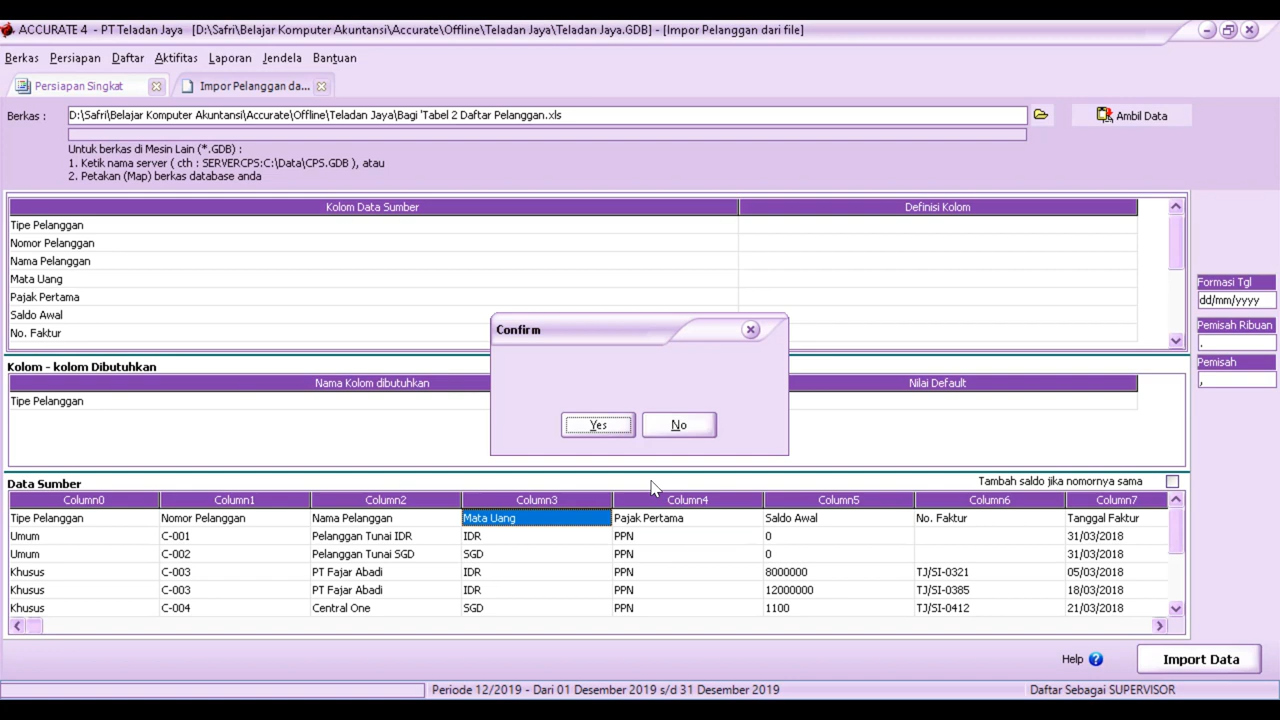 ACCURATE 4 - PT Teladan Jaya [D:\Safri\Belajar Komputer Akuntansi\Accurate\Offline\Teladan Jaya\Teladan Jaya.GDB] - [Impor Pelanggan dari file]
Berkas Persiapan Daftar Aktifitas Laporan Jendela Bantuan
Persiapan Singkat Impor Pelanggan da...
Berkas : D:\Safri\Belajar Komputer Akuntansi\Accurate\Offline\Teladan Jaya\Bagi 'Tabel 2 Daftar Pelanggan.xls Ambil Data
Untuk berkas di Mesin Lain (*.GDB) :
1. Ketik nama server ( cth : SERVERCPS:C:\Data\CPS.GDB ), atau
2. Petakan (Map) berkas database anda
Kolom Data Sumber Definisi Kolom
Tipe Pelanggan
Nomor Pelanggan
Nama Pelanggan
Mata Uang
Pajak Pertama
Saldo Awal
No. Faktur
Formasi Tgl
dd/mm/yyyy
Pemisah Ribuan
.
Pemisah
,
Confirm
Yes No
Kolom - kolom Dibutuhkan
Nama Kolom dibutuhkan Nilai Default
Tipe Pelanggan
Data Sumber Tambah saldo jika nomornya sama
Column0 Column1 Column2 Column3 Column4 Column5 Column6 Column7
Tipe Pelanggan Nomor Pelanggan Nama Pelanggan Mata Uang Pajak Pertama Saldo Awal No. Faktur Tanggal Faktur
Umum C-001 Pelanggan Tunai IDR IDR PPN 0 31/03/2018
Umum C-002 Pelanggan Tunai SGD SGD PPN 0 31/03/2018
Khusus C-003 PT Fajar Abadi IDR PPN 8000000 TJ/SI-0321 05/03/2018
Khusus C-003 PT Fajar Abadi IDR PPN 12000000 TJ/SI-0385 18/03/2018
Khusus C-004 Central One SGD PPN 1100 TJ/SI-0412 21/03/2018
Help Import Data
Periode 12/2019 - Dari 01 Desember 2019 s/d 31 Desember 2019 Daftar Sebagai SUPERVISOR